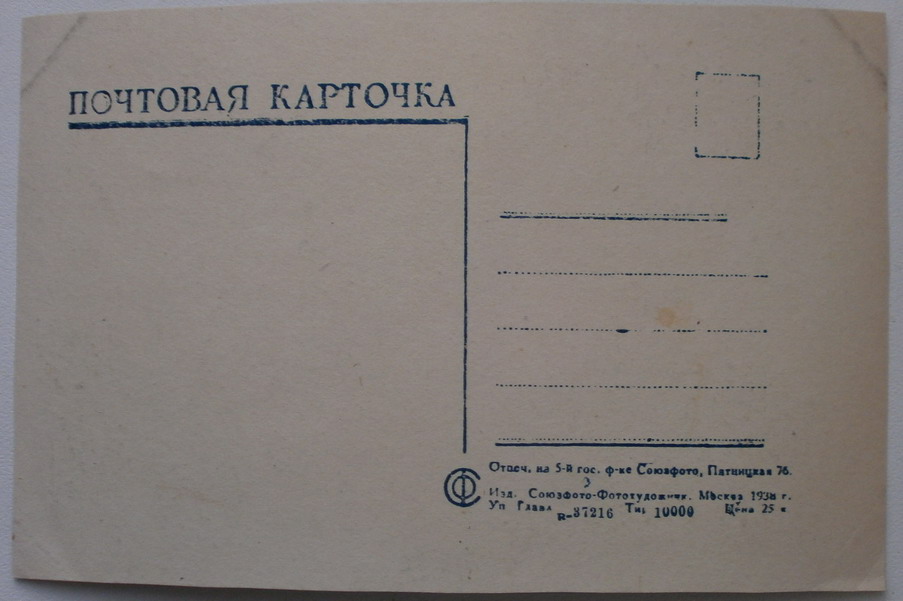 ПОЧТОВАЯ КАРТОЧКА
Отпеч. на 5-й гос. ф-ке Союзфото, Пятницкая 76.
3
Изд. Союзфото-Фотохудожник. Москва 1938 г.
Уп Главл R-37216 Тир 10000 Цена 25 к